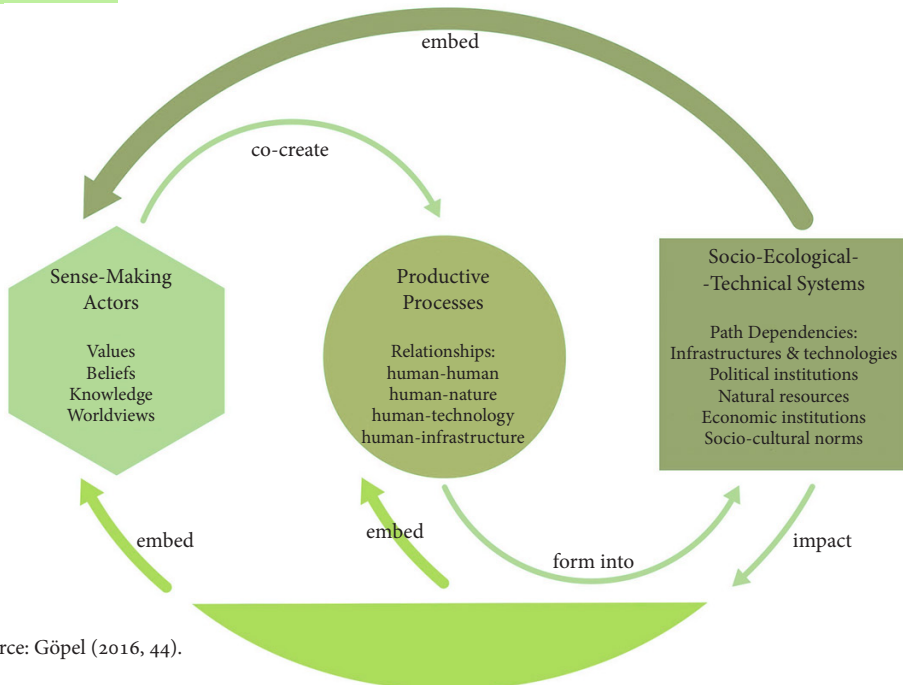 embed
co-create
Sense-Making
Actors
Values
Beliefs
Knowledge
Worldviews
Productive
Processes
Relationships:
human-human
human-nature
human-technology
human-infrastructure
Socio-Ecological-
-Technical Systems
Path Dependencies:
Infrastructures & technologies
Political institutions
Natural resources
Economic institutions
Socio-cultural norms
embed
embed
form into
impact
rce: Göpel (2016, 44).